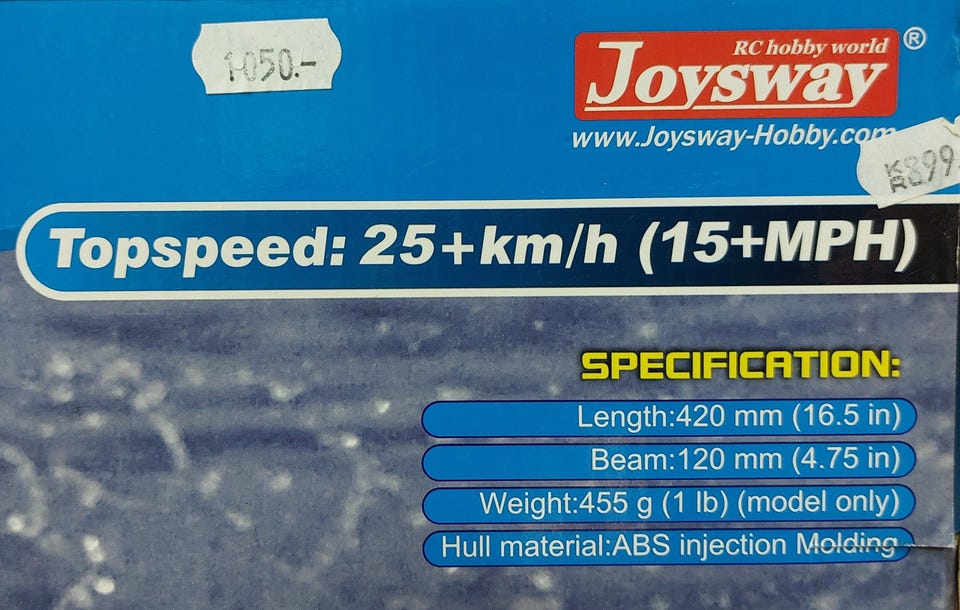 1050.-
RC hobby world
Joysway®
www.Joysway-Hobby.com
KR 899
Topspeed: 25+km/h (15+MPH)
SPECIFICATION:
Length:420 mm (16.5 in)
Beam:120 mm (4.75 in)
Weight:455 g (1 lb) (model only)
Hull material:ABS injection Molding